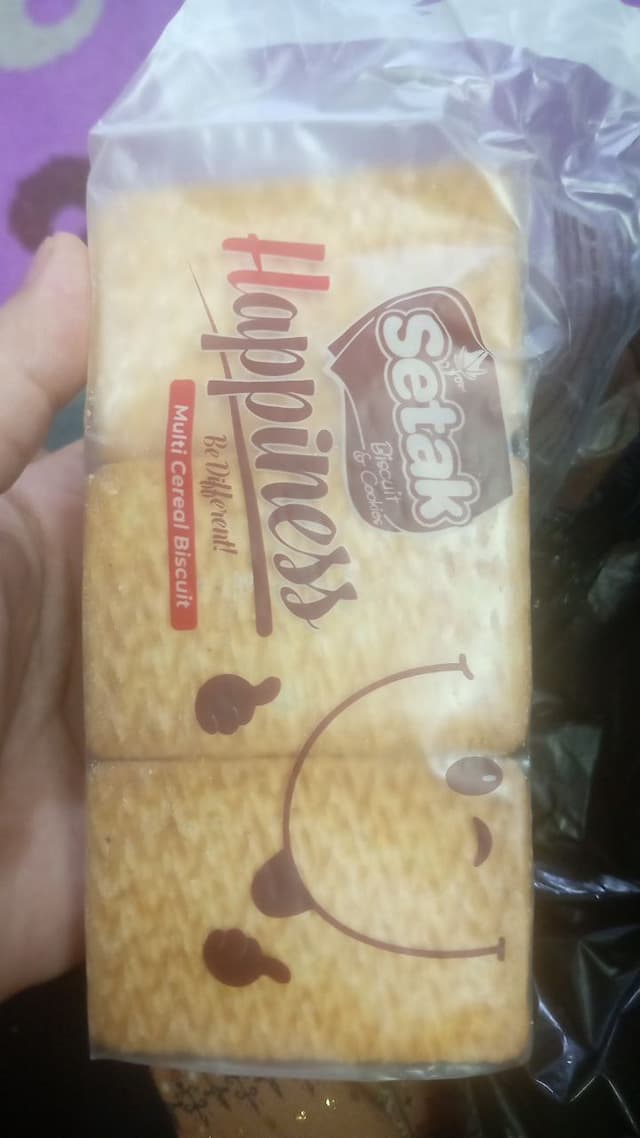 Setak
Biscuit
& Cookies
Happiness
Be Different!
Multi Cereal Biscuit